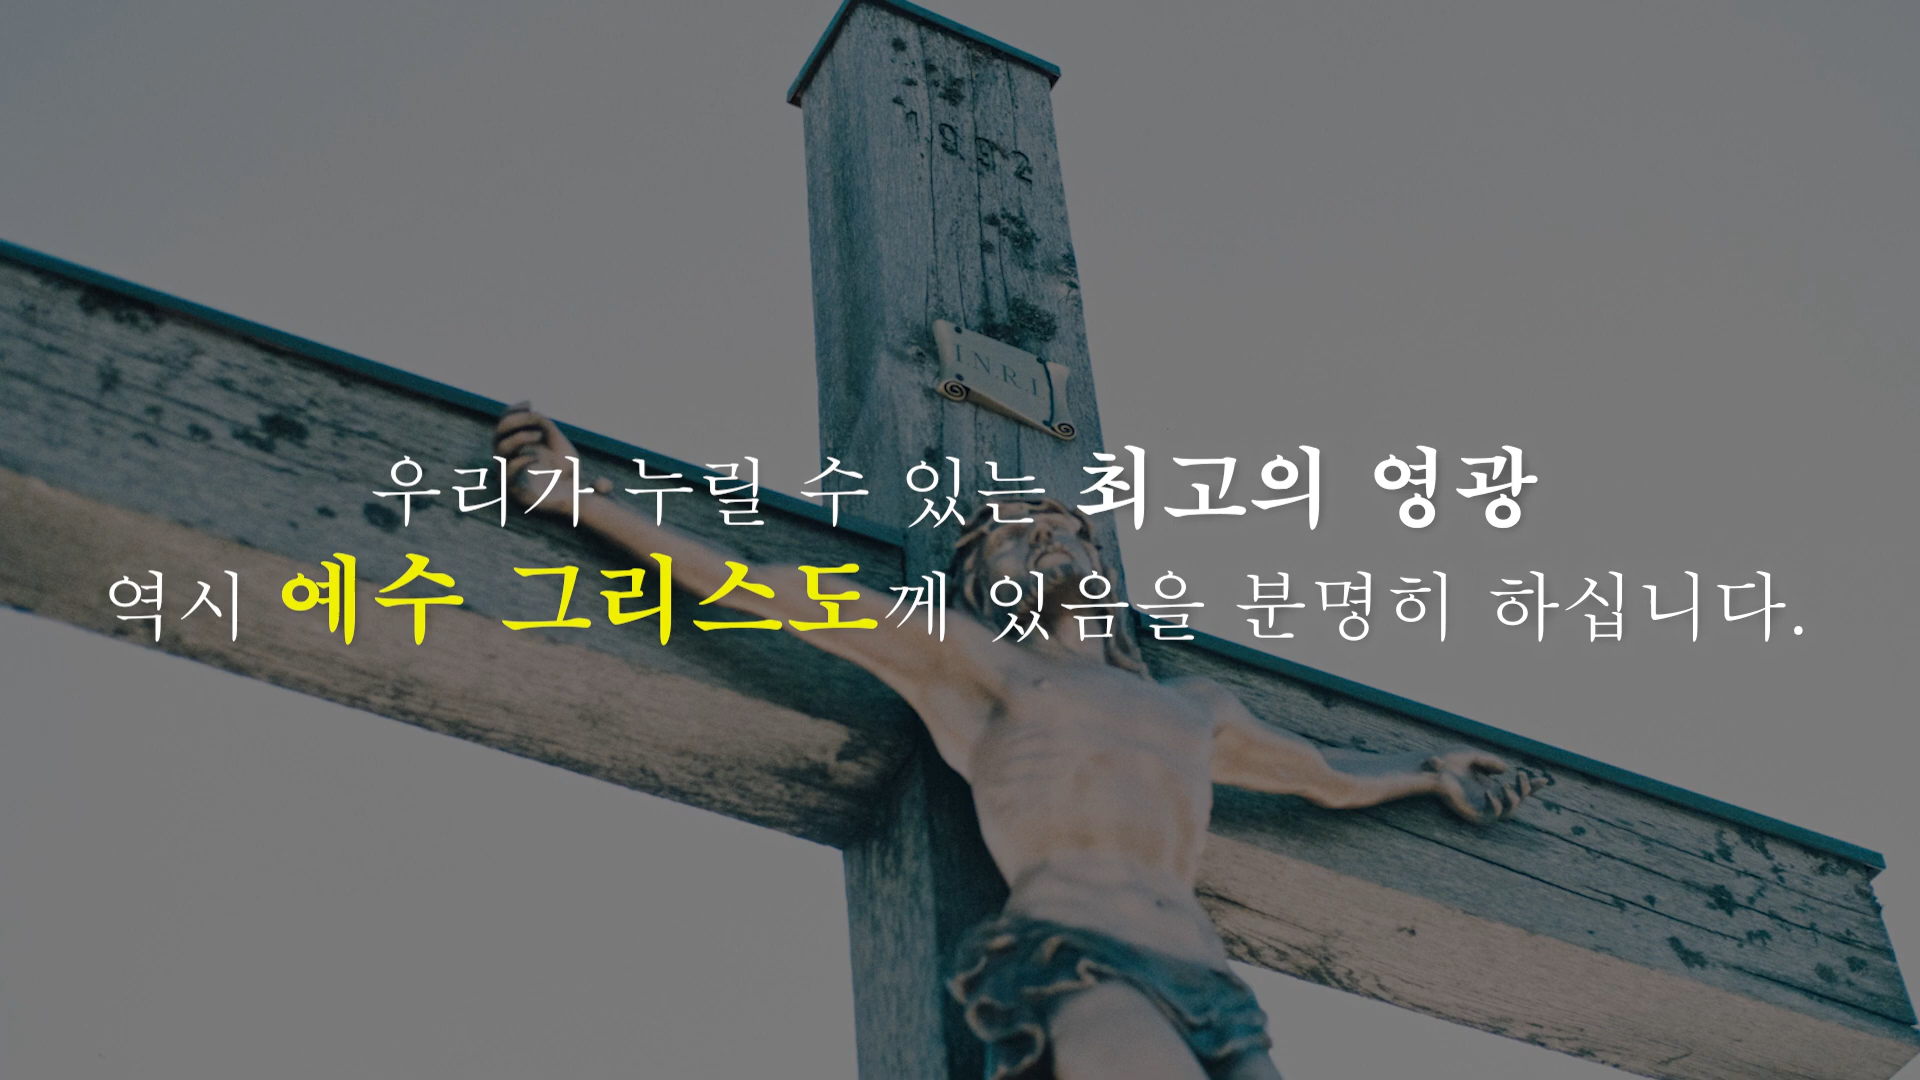 1992
I.N.R.I
우리가 누릴 수 있는 최고의 영광
역시 예수 그리스도께 있음을 분명히 하십니다.